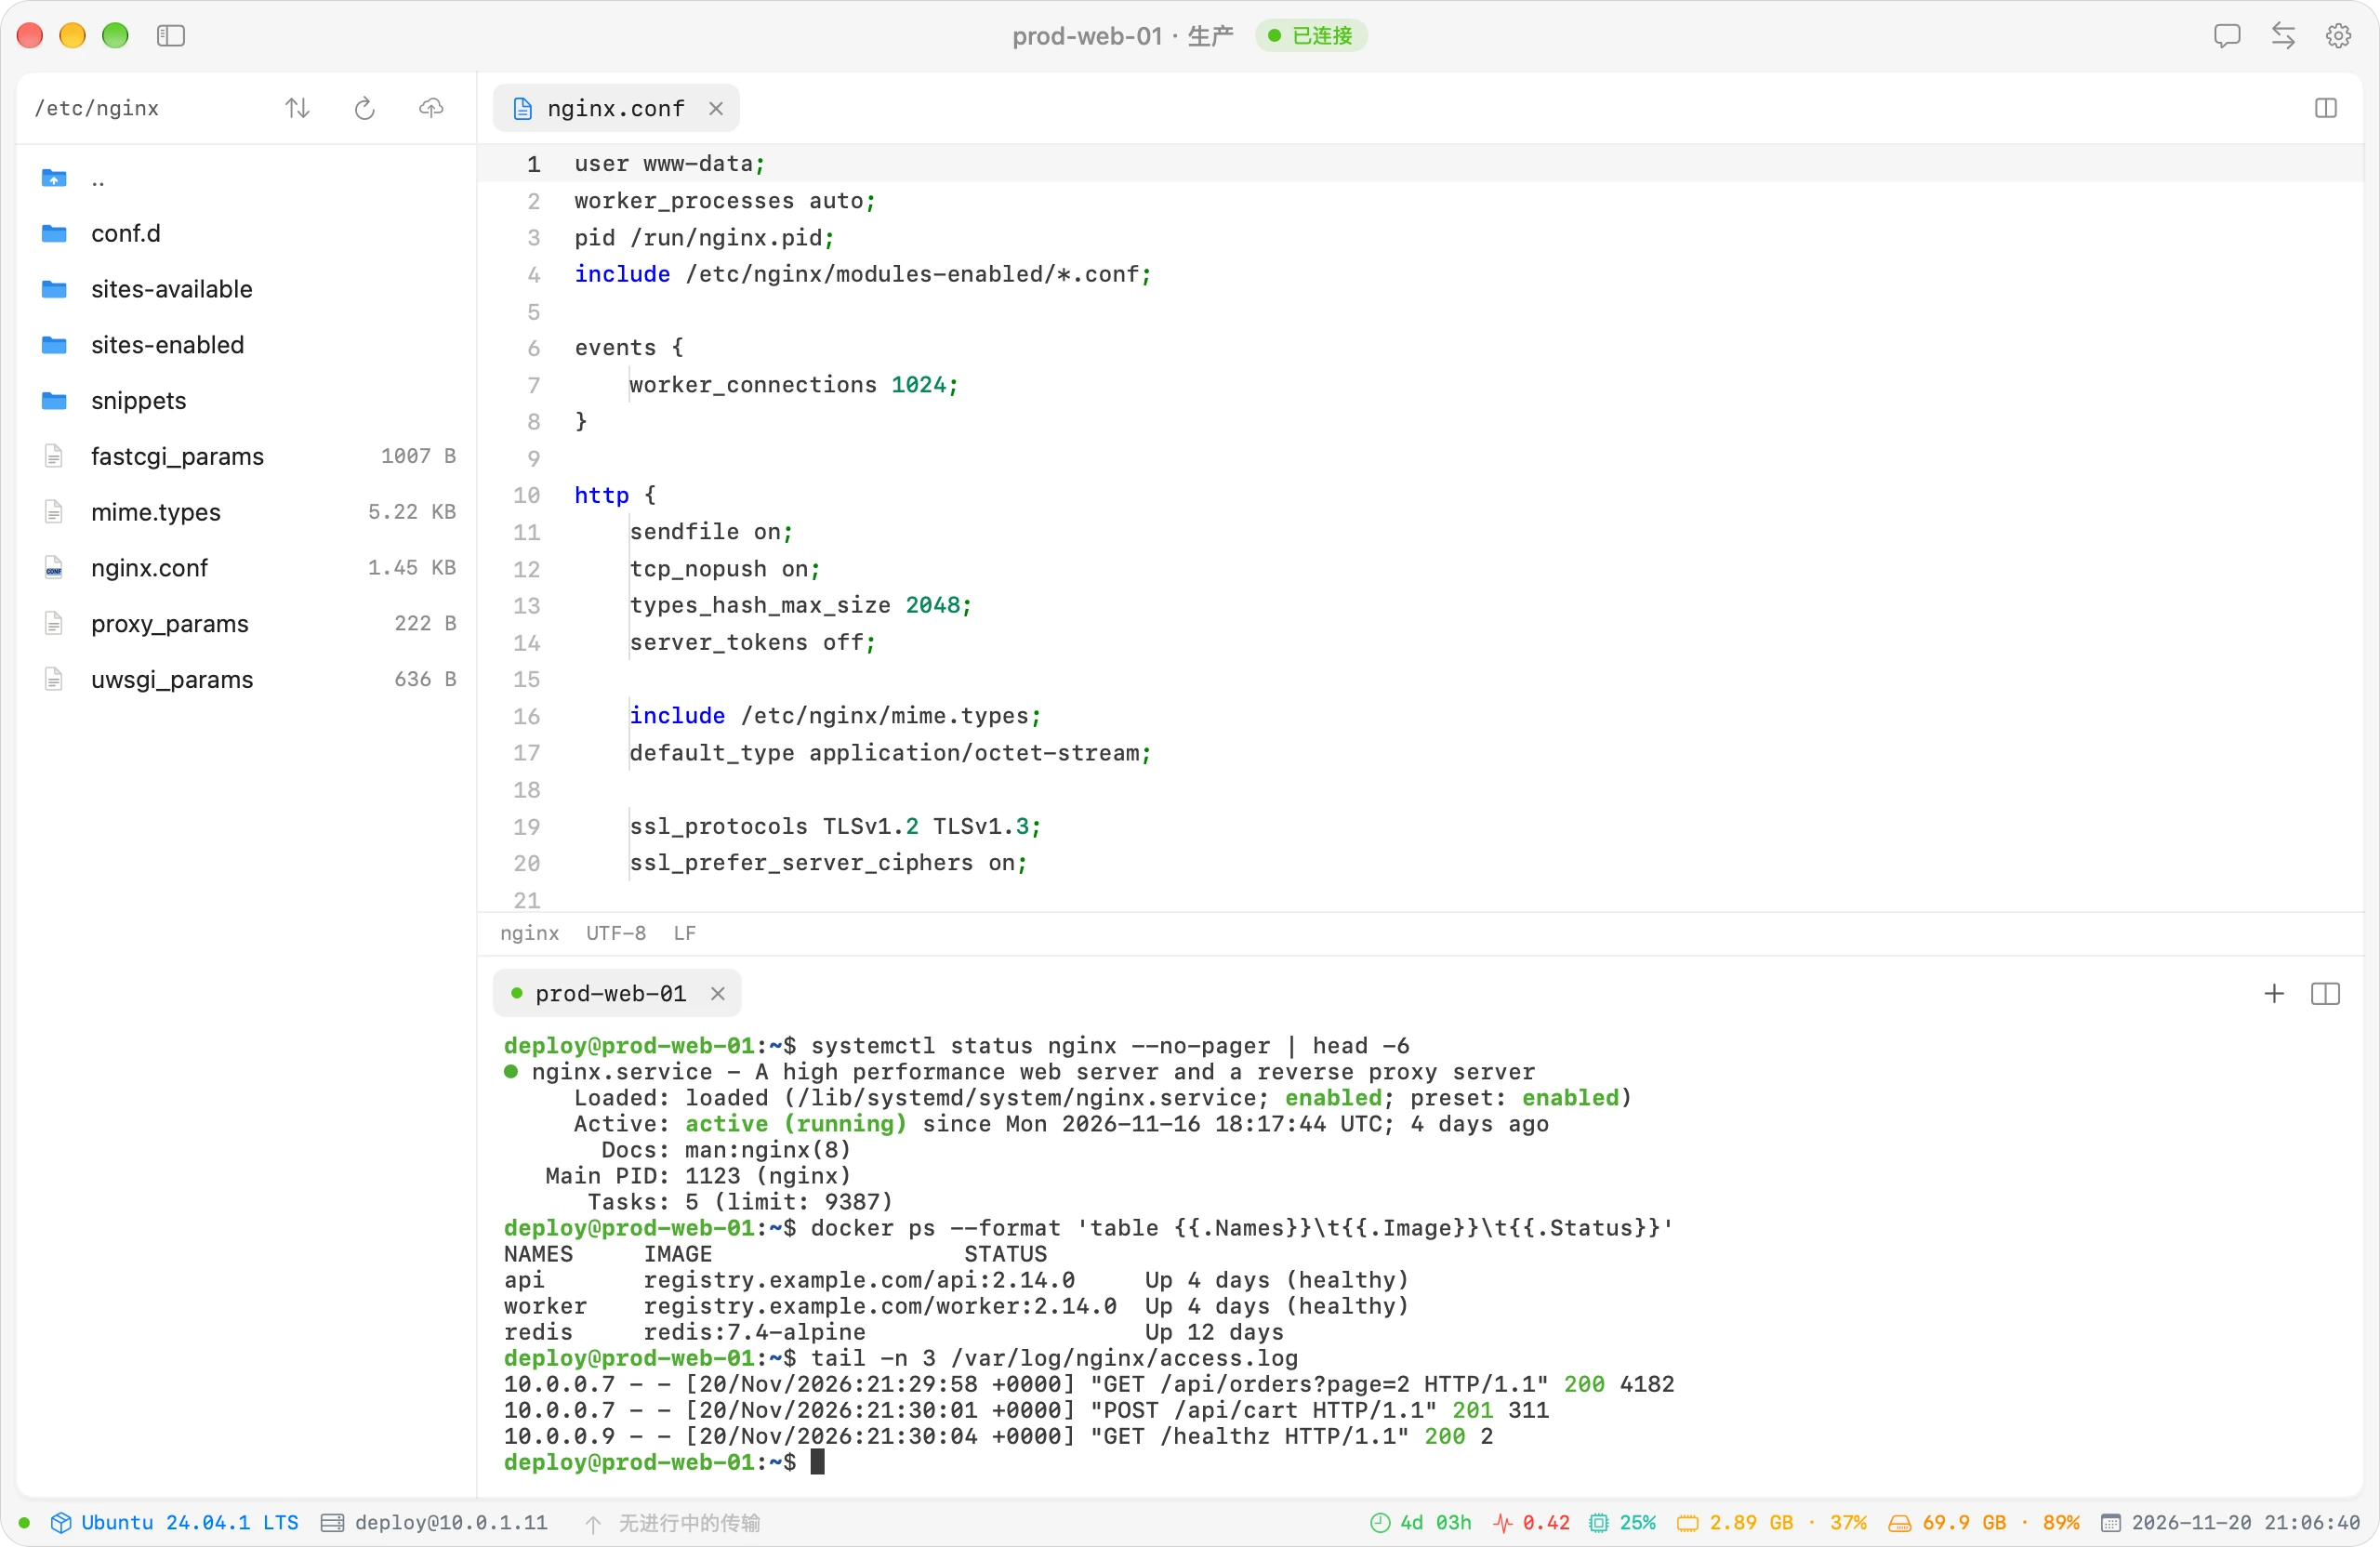 prod-web-01 · 生产 已连接
/etc/nginx
..
conf.d
sites-available
sites-enabled
snippets
fastcgi_params 1007 B
mime.types 5.22 KB
nginx.conf 1.45 KB
proxy_params 222 B
uwsgi_params 636 B
nginx.conf
1 user www-data;
2 worker_processes auto;
3 pid /run/nginx.pid;
4 include /etc/nginx/modules-enabled/*.conf;
5
6 events {
7     worker_connections 1024;
8 }
9
10 http {
11     sendfile on;
12     tcp_nopush on;
13     types_hash_max_size 2048;
14     server_tokens off;
15
16     include /etc/nginx/mime.types;
17     default_type application/octet-stream;
18
19     ssl_protocols TLSv1.2 TLSv1.3;
20     ssl_prefer_server_ciphers on;
21
nginx UTF-8 LF
prod-web-01
deploy@prod-web-01:~$ systemctl status nginx --no-pager | head -6
● nginx.service - A high performance web server and a reverse proxy server
     Loaded: loaded (/lib/systemd/system/nginx.service; enabled; preset: enabled)
     Active: active (running) since Mon 2026-11-16 18:17:44 UTC; 4 days ago
       Docs: man:nginx(8)
   Main PID: 1123 (nginx)
      Tasks: 5 (limit: 9387)
deploy@prod-web-01:~$ docker ps --format 'table {{.Names}}\t{{.Image}}\t{{.Status}}'
NAMES     IMAGE                  STATUS
api       registry.example.com/api:2.14.0     Up 4 days (healthy)
worker    registry.example.com/worker:2.14.0  Up 4 days (healthy)
redis     redis:7.4-alpine                    Up 12 days
deploy@prod-web-01:~$ tail -n 3 /var/log/nginx/access.log
10.0.0.7 - - [20/Nov/2026:21:29:58 +0000] "GET /api/orders?page=2 HTTP/1.1" 200 4182
10.0.0.7 - - [20/Nov/2026:21:30:01 +0000] "POST /api/cart HTTP/1.1" 201 311
10.0.0.9 - - [20/Nov/2026:21:30:04 +0000] "GET /healthz HTTP/1.1" 200 2
deploy@prod-web-01:~$
Ubuntu 24.04.1 LTS deploy@10.0.1.11 无进行中的传输 4d 03h 0.42 25% 2.89 GB · 37% 69.9 GB · 89% 2026-11-20 21:06:40